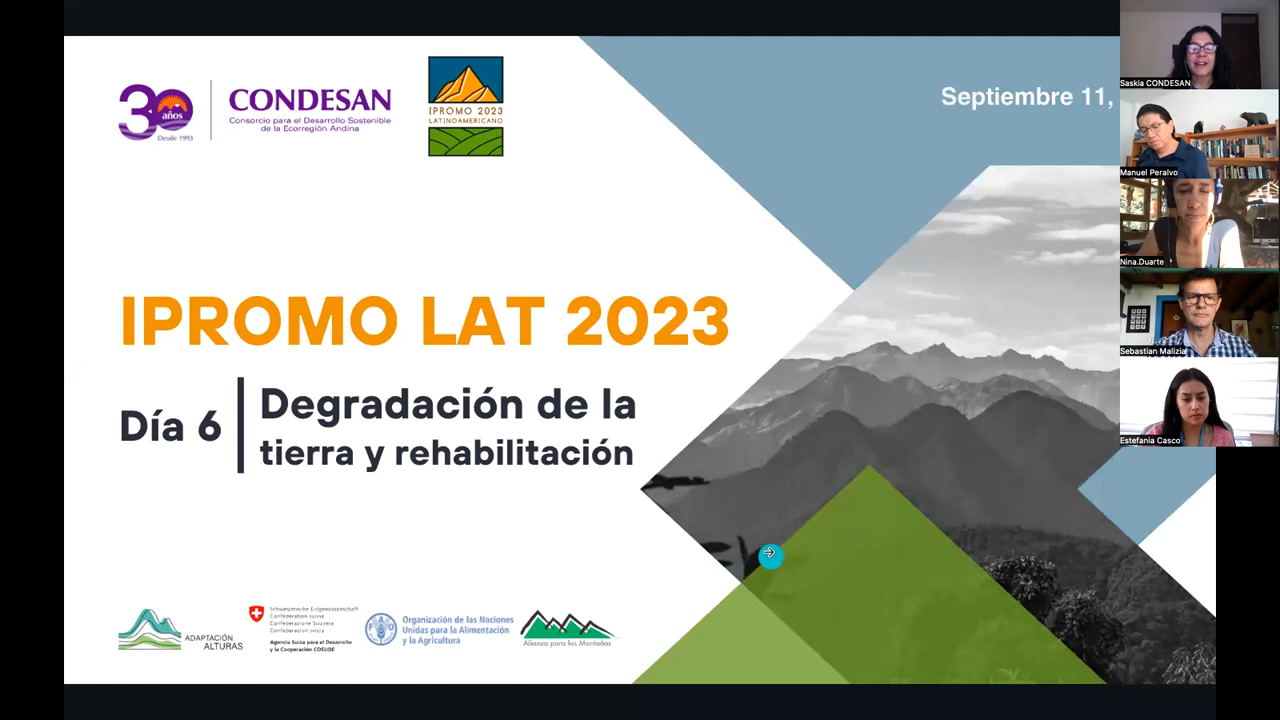 30
años
Desde 1993
CONDESAN
Consorcio para el Desarrollo Sostenible
de la Ecorregión Andina
IPROMO 2023
LATINOAMERICANO
Septiembre 11,
IPROMO LAT 2023
Día 6
Degradación de la
tierra y rehabilitación
ADAPTACIÓN
ALTURAS
Schweizerische Eidgenossenschaft
Confédération suisse
Confederazione Svizzera
Confederaziun svizra
Agencia Suiza para el Desarrollo
y la Cooperación COSUDE
FAO
Organización de las Naciones
Unidas para la Alimentación
y la Agricultura
Alianza para las Montañas
Saskia CONDESAN
Manuel Peralvo
Nina.Duarte
Sebastian Malizia
Estefanía Casco